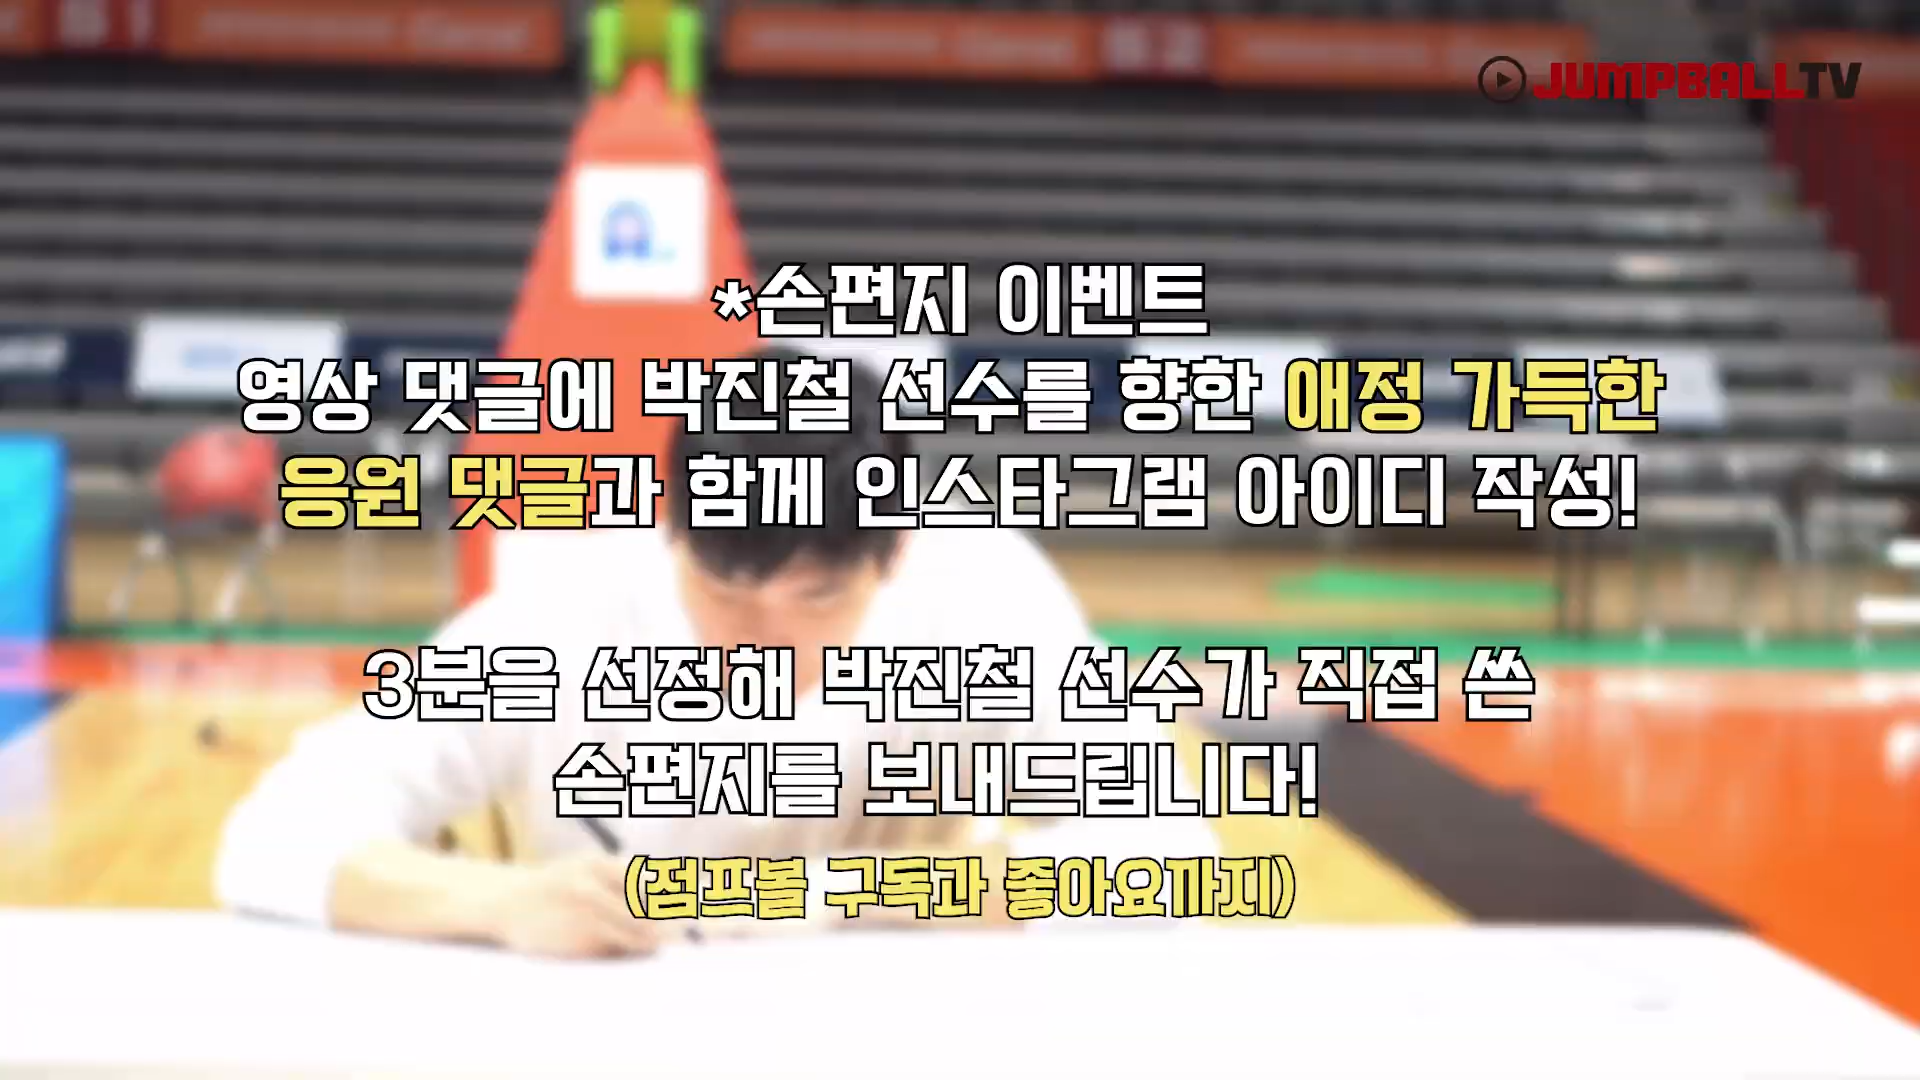 JUMPBALLTV
*손편지 이벤트
영상 댓글에 박진철 선수를 향한 애정 가득한
응원 댓글과 함께 인스타그램 아이디 작성!
3분을 선정해 박진철 선수가 직접 쓴
손편지를 보내드립니다!
(점프볼 구독과 좋아요까지)